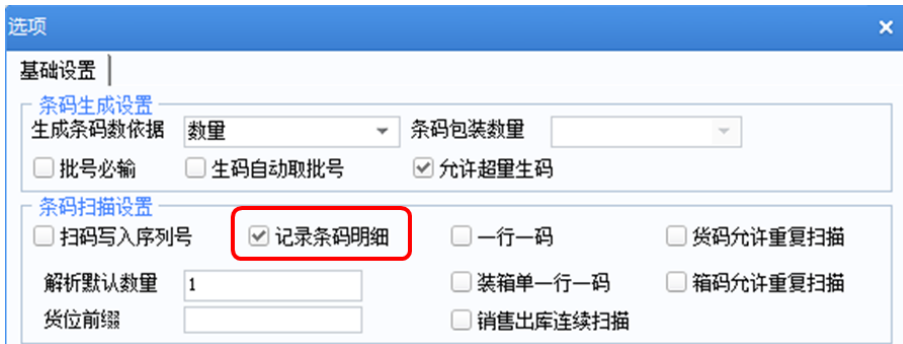 选项
基础设置
条码生成设置
生成条码数依据 数量 条码包装数量
批号必输 生码自动取批号 允许超量生码
条码扫描设置
扫码写入序列号 记录条码明细 一行一码 货码允许重复扫描
解析默认数量 1 装箱单一行一码 箱码允许重复扫描
货位前缀 销售出库连续扫描